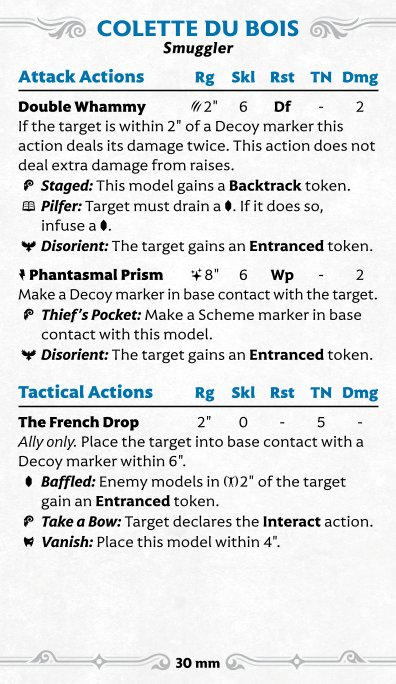 COLETTE DU BOIS
Smuggler
Attack Actions Rg Skl Rst TN Dmg
Double Whammy 2" 6 Df - 2
If the target is within 2" of a Decoy marker this
action deals its damage twice. This action does not
deal extra damage from raises.
Staged: This model gains a Backtrack token.
Pilfer: Target must drain a . If it does so,
infuse a .
Disorient: The target gains an Entranced token.
Phantasmal Prism 8" 6 Wp - 2
Make a Decoy marker in base contact with the target.
Thief's Pocket: Make a Scheme marker in base
contact with this model.
Disorient: The target gains an Entranced token.
Tactical Actions Rg Skl Rst TN Dmg
The French Drop 2" 0 - 5 -
Ally only. Place the target into base contact with a
Decoy marker within 6".
Baffled: Enemy models in 2" of the target
gain an Entranced token.
Take a Bow: Target declares the Interact action.
Vanish: Place this model within 4".
30 mm